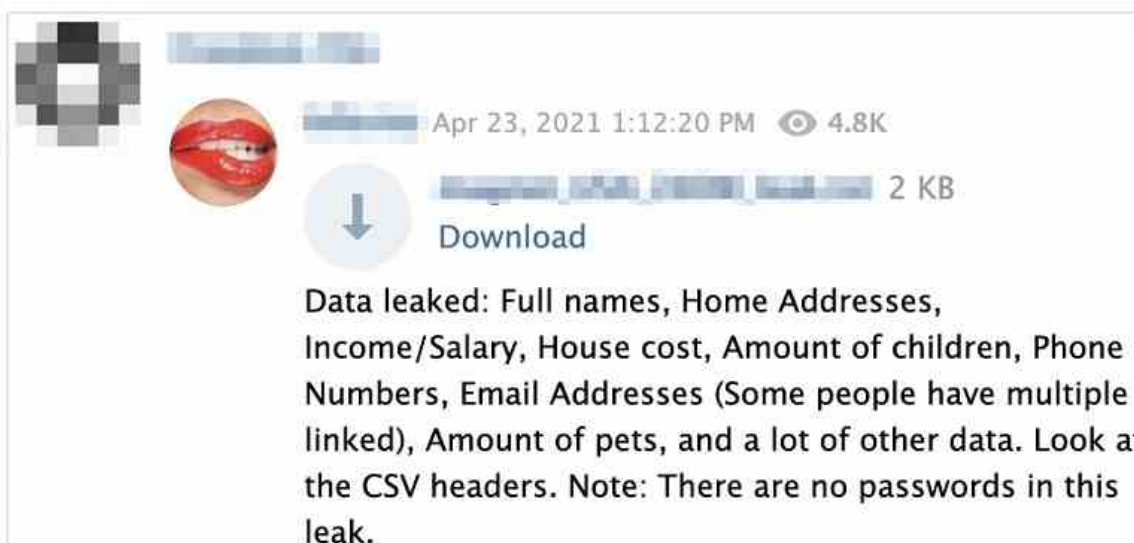 Apr 23, 2021 1:12:20 PM 4.8K
2 KB
Download
Data leaked: Full names, Home Addresses,
Income/Salary, House cost, Amount of children, Phone
Numbers, Email Addresses (Some people have multiple
linked), Amount of pets, and a lot of other data. Look at
the CSV headers. Note: There are no passwords in this
leak.